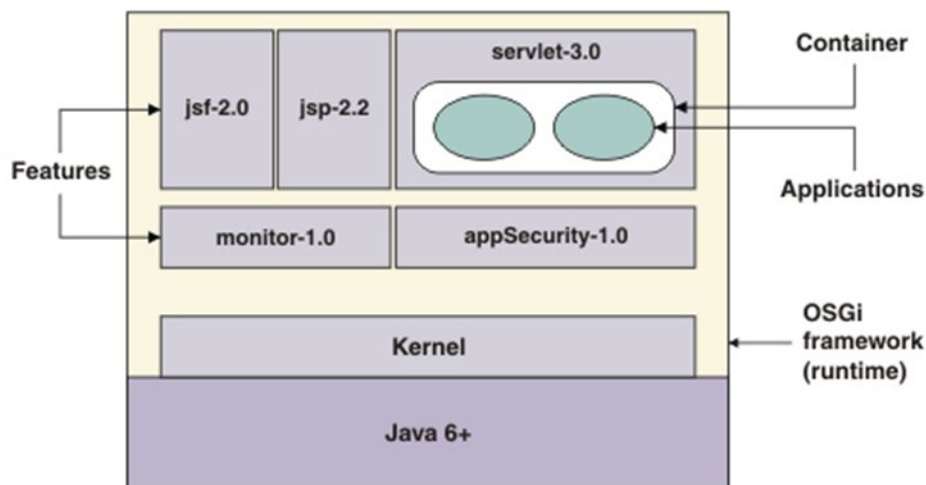 servlet-3.0
Container
jsf-2.0
jsp-2.2
Features
Applications
monitor-1.0
appSecurity-1.0
OSGi
framework
(runtime)
Kernel
Java 6+